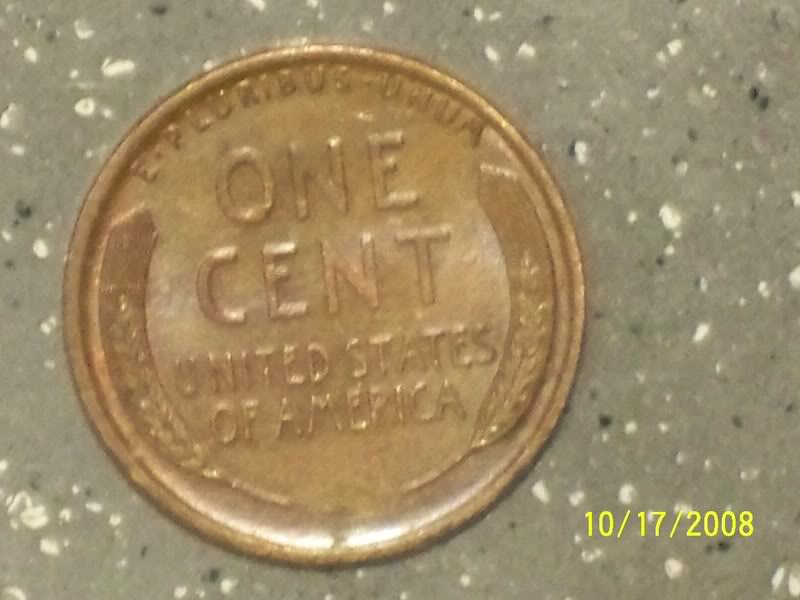 E·PLURIBUS·UNUM
ONE
CENT
UNITED STATES
OF AMERICA
10/17/2008